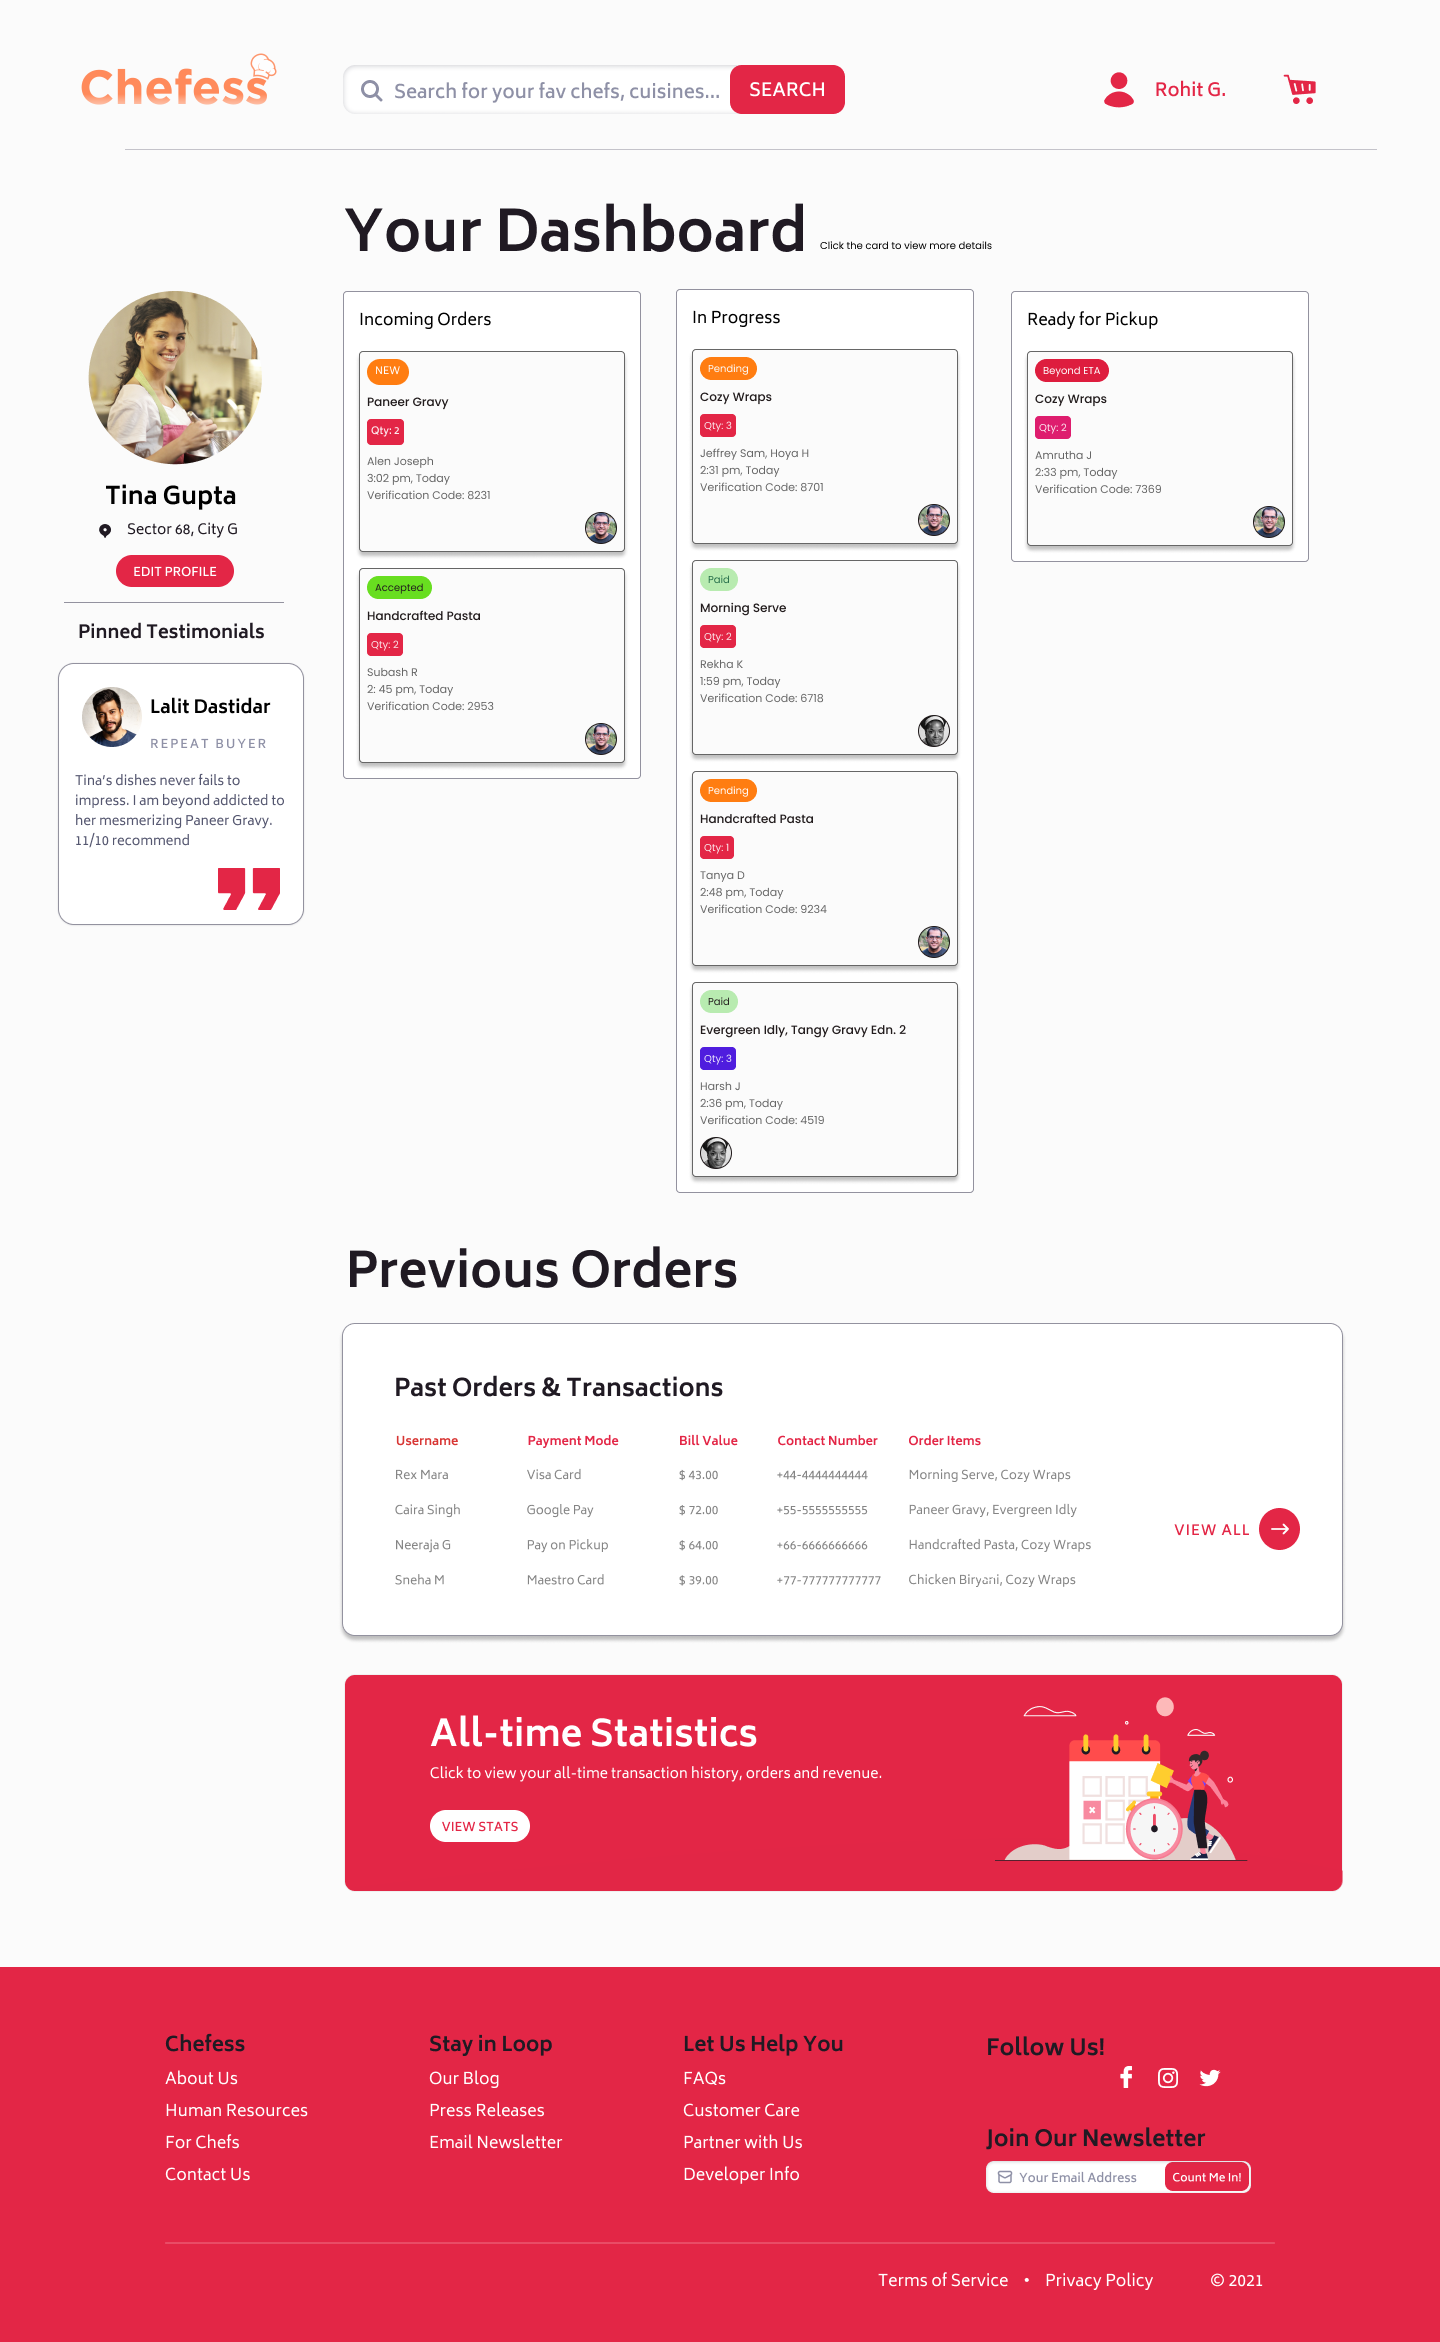 Chefess
Search for your fav chefs, cuisines...
SEARCH
Rohit G.
Your Dashboard
Click the card to view more details
Tina Gupta
Sector 68, City G
EDIT PROFILE
Pinned Testimonials
Lalit Dastidar
REPEAT BUYER
Tina's dishes never fails to
impress. I am beyond addicted to
her mesmerizing Paneer Gravy.
11/10 recommend
Incoming Orders
NEW
Paneer Gravy
Qty: 2
Alen Joseph
3:02 pm, Today
Verification Code: 8231
Accepted
Handcrafted Pasta
Qty: 2
Subash R
2: 45 pm, Today
Verification Code: 2953
In Progress
Pending
Cozy Wraps
Qty: 3
Jeffrey Sam, Hoya H
2:31 pm, Today
Verification Code: 8701
Paid
Morning Serve
Qty: 2
Rekha K
1:59 pm, Today
Verification Code: 6718
Pending
Handcrafted Pasta
Qty: 1
Tanya D
2:48 pm, Today
Verification Code: 9234
Paid
Evergreen Idly, Tangy Gravy Edn. 2
Qty: 3
Harsh J
2:36 pm, Today
Verification Code: 4519
Ready for Pickup
Beyond ETA
Cozy Wraps
Qty: 2
Amrutha J
2:33 pm, Today
Verification Code: 7369
Previous Orders
Past Orders & Transactions
Username Payment Mode Bill Value Contact Number Order Items
Rex Mara Visa Card $ 43.00 +44-4444444444 Morning Serve, Cozy Wraps
Caira Singh Google Pay $ 72.00 +55-5555555555 Paneer Gravy, Evergreen Idly
Neeraja G Pay on Pickup $ 64.00 +66-6666666666 Handcrafted Pasta, Cozy Wraps
Sneha M Maestro Card $ 39.00 +77-777777777777 Chicken Biryani, Cozy Wraps
VIEW ALL
All-time Statistics
Click to view your all-time transaction history, orders and revenue.
VIEW STATS
Chefess
About Us
Human Resources
For Chefs
Contact Us
Stay in Loop
Our Blog
Press Releases
Email Newsletter
Let Us Help You
FAQs
Customer Care
Partner with Us
Developer Info
Follow Us!
Join Our Newsletter
Your Email Address
Count Me In!
Terms of Service • Privacy Policy © 2021